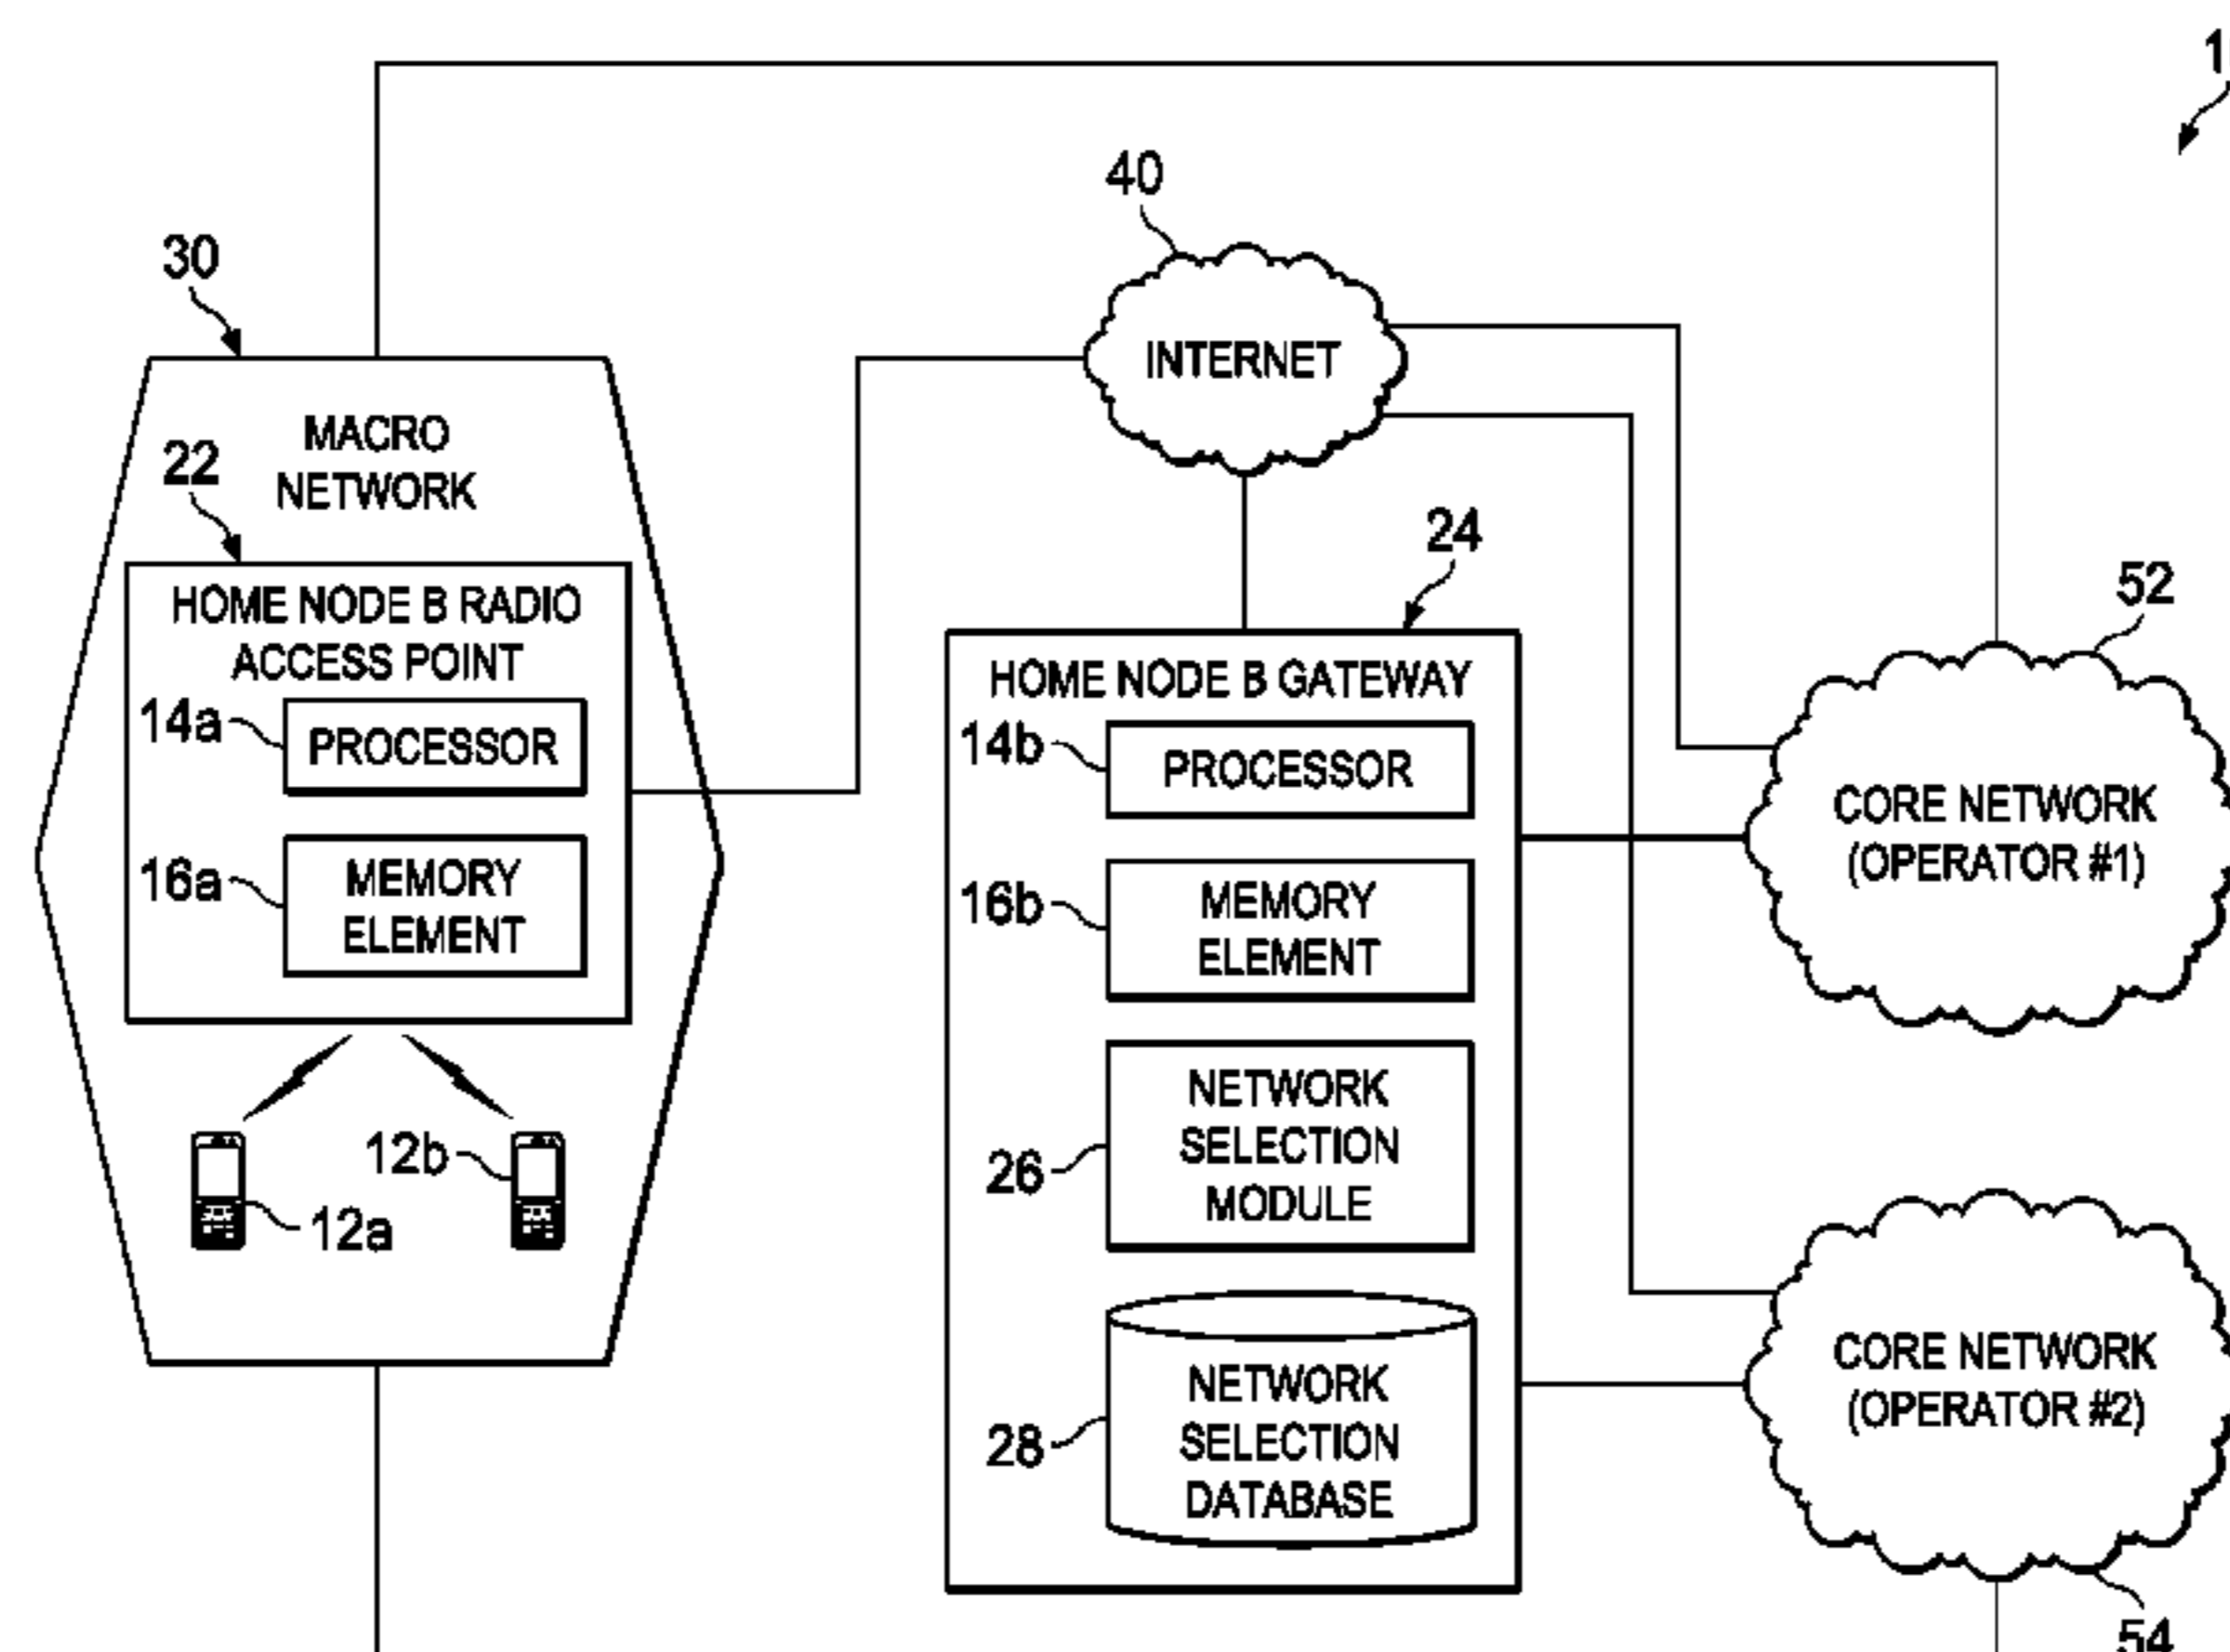 40
30
INTERNET
MACRO
NETWORK
22
24
52
HOME NODE B RADIO
ACCESS POINT
14a
PROCESSOR
16a
MEMORY
ELEMENT
12b
12a
HOME NODE B GATEWAY
14b
PROCESSOR
16b
MEMORY
ELEMENT
26
NETWORK
SELECTION
MODULE
28
NETWORK
SELECTION
DATABASE
CORE NETWORK
(OPERATOR #1)
CORE NETWORK
(OPERATOR #2)
54